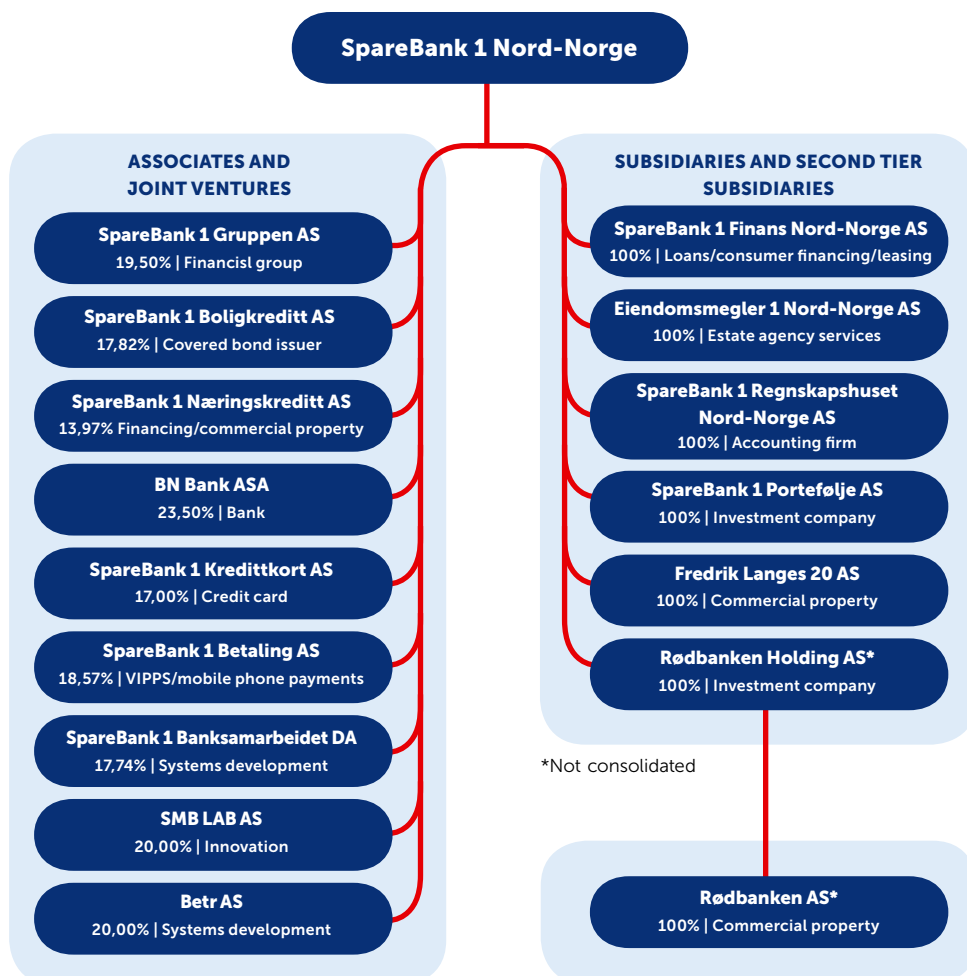 SpareBank 1 Nord-Norge
ASSOCIATES AND
JOINT VENTURES
SpareBank 1 Gruppen AS
19,50% | Financisl group
SpareBank 1 Boligkreditt AS
17,82% | Covered bond issuer
SpareBank 1 Næringskreditt AS
13,97% Financing/commercial property
BN Bank ASA
23,50% | Bank
SpareBank 1 Kredittkort AS
17,00% | Credit card
SpareBank 1 Betaling AS
18,57% | VIPPS/mobile phone payments
SpareBank 1 Banksamarbeidet DA
17,74% | Systems development
SMB LAB AS
20,00% | Innovation
Betr AS
20,00% | Systems development
SUBSIDIARIES AND SECOND TIER
SUBSIDIARIES
SpareBank 1 Finans Nord-Norge AS
100% | Loans/consumer financing/leasing
Eiendomsmegler 1 Nord-Norge AS
100% | Estate agency services
SpareBank 1 Regnskapshuset
Nord-Norge AS
100% | Accounting firm
SpareBank 1 Portefølje AS
100% | Investment company
Fredrik Langes 20 AS
100% | Commercial property
Rødbanken Holding AS*
100% | Investment company
*Not consolidated
Rødbanken AS*
100% | Commercial property